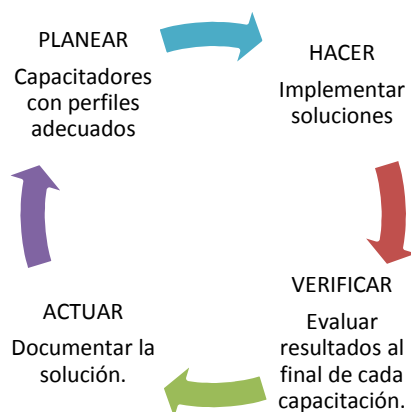 PLANEAR
Capacitadores
con perfiles
adecuados
HACER
Implementar
soluciones
VERIFICAR
Evaluar
resultados al
final de cada
capacitación.
ACTUAR
Documentar la
solución.